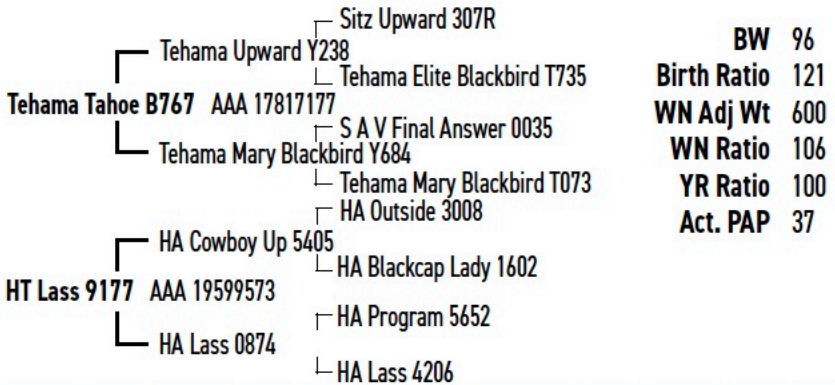 Sitz Upward 307R
Tehama Upward Y238
Tehama Elite Blackbird T735
Tehama Tahoe B767 AAA 17817177
S A V Final Answer 0035
Tehama Mary Blackbird Y684
Tehama Mary Blackbird T073
HA Outside 3008
HA Cowboy Up 5405
HA Blackcap Lady 1602
HT Lass 9177 AAA 19599573
HA Program 5652
HA Lass 0874
HA Lass 4206
BW 96
Birth Ratio 121
WN Adj Wt 600
WN Ratio 106
YR Ratio 100
Act. PAP 37